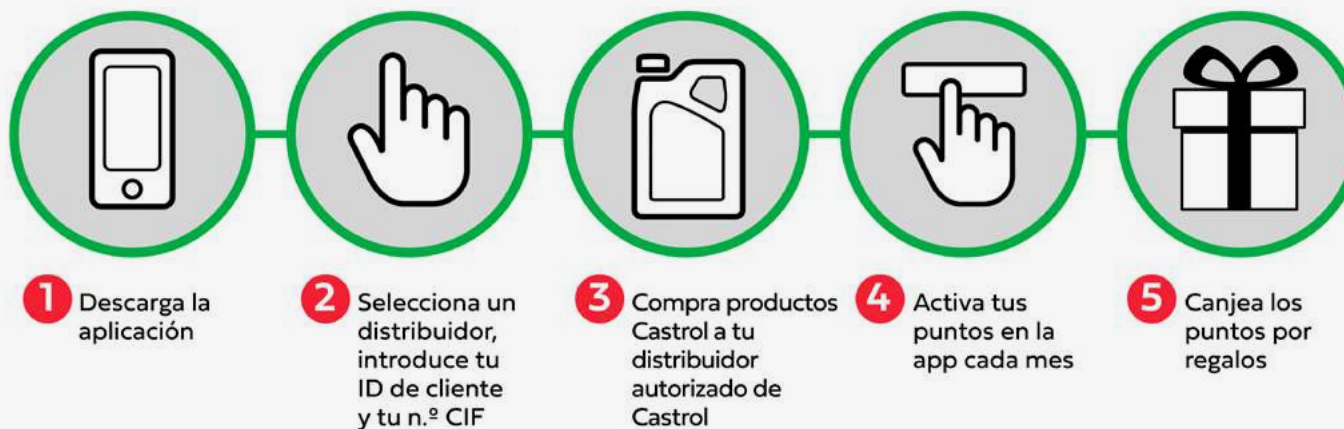 1 Descarga la
aplicación
2 Selecciona un
distribuidor,
introduce tu
ID de cliente
y tu n.º CIF
3 Compra productos
Castrol a tu
distribuidor
autorizado de
Castrol
4 Activa tus
puntos en la
app cada mes
5 Canjea los
puntos por
regalos